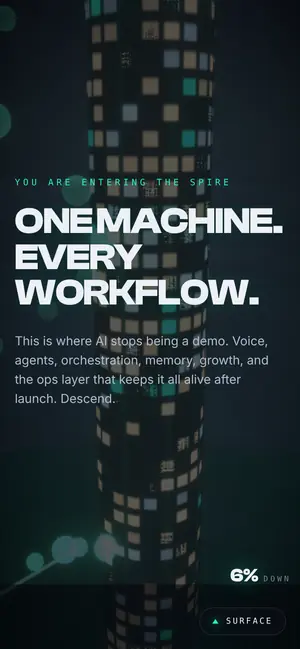 YOU ARE ENTERING THE SPIRE
ONE MACHINE.
EVERY
WORKFLOW.
This is where AI stops being a demo. Voice,
agents, orchestration, memory, growth, and
the ops layer that keeps it all alive after
launch. Descend.
6% DOWN
▲ SURFACE